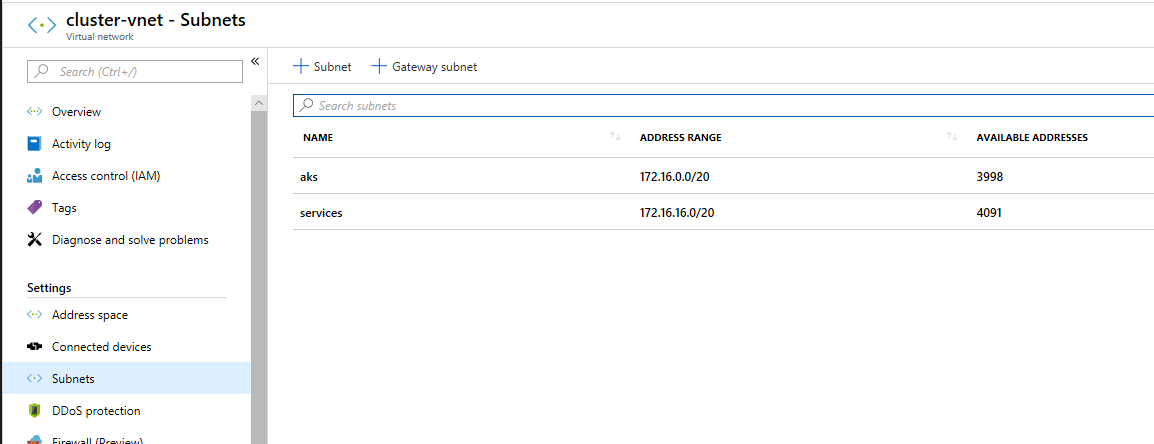 cluster-vnet - Subnets
Virtual network
Search (Ctrl+/)
«
Overview
Activity log
Access control (IAM)
Tags
Diagnose and solve problems
Settings
Address space
Connected devices
Subnets
DDoS protection
Firewall (Preview)
+ Subnet + Gateway subnet
Search subnets
NAME ADDRESS RANGE AVAILABLE ADDRESSES
aks 172.16.0.0/20 3998
services 172.16.16.0/20 4091